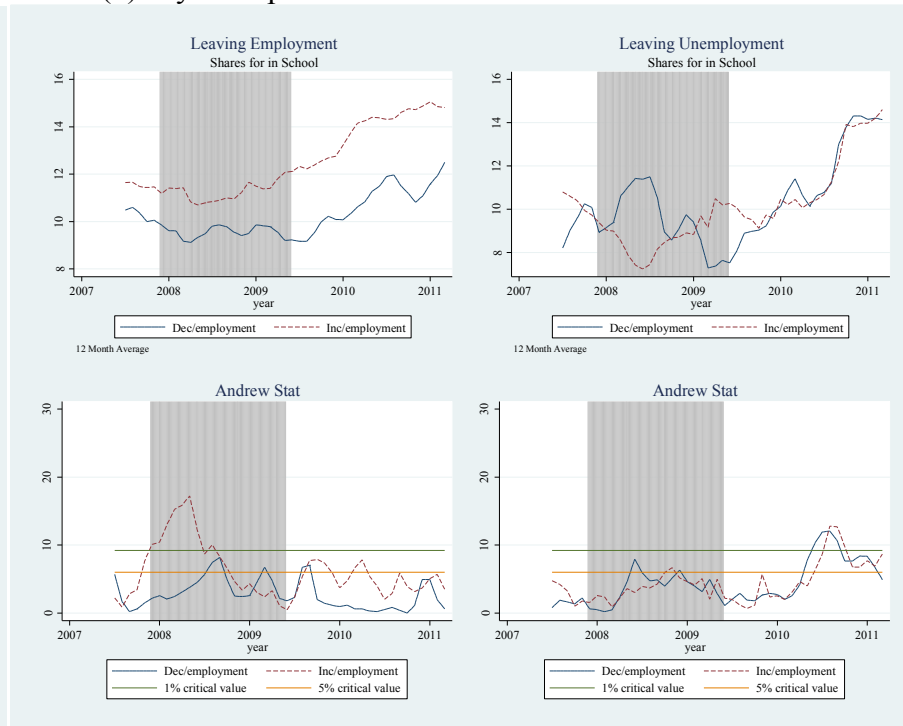 Leaving Employment
Shares for in School
16
14
12
10
8
2007 2008 2009 2010 2011
year
Dec/employment Inc/employment
12 Month Average
Leaving Unemployment
Shares for in School
16
14
12
10
8
2007 2008 2009 2010 2011
year
Dec/employment Inc/employment
12 Month Average
Andrew Stat
30
20
10
0
2007 2008 2009 2010 2011
year
Dec/employment Inc/employment
1% critical value 5% critical value
Andrew Stat
30
20
10
0
2007 2008 2009 2010 2011
year
Dec/employment Inc/employment
1% critical value 5% critical value